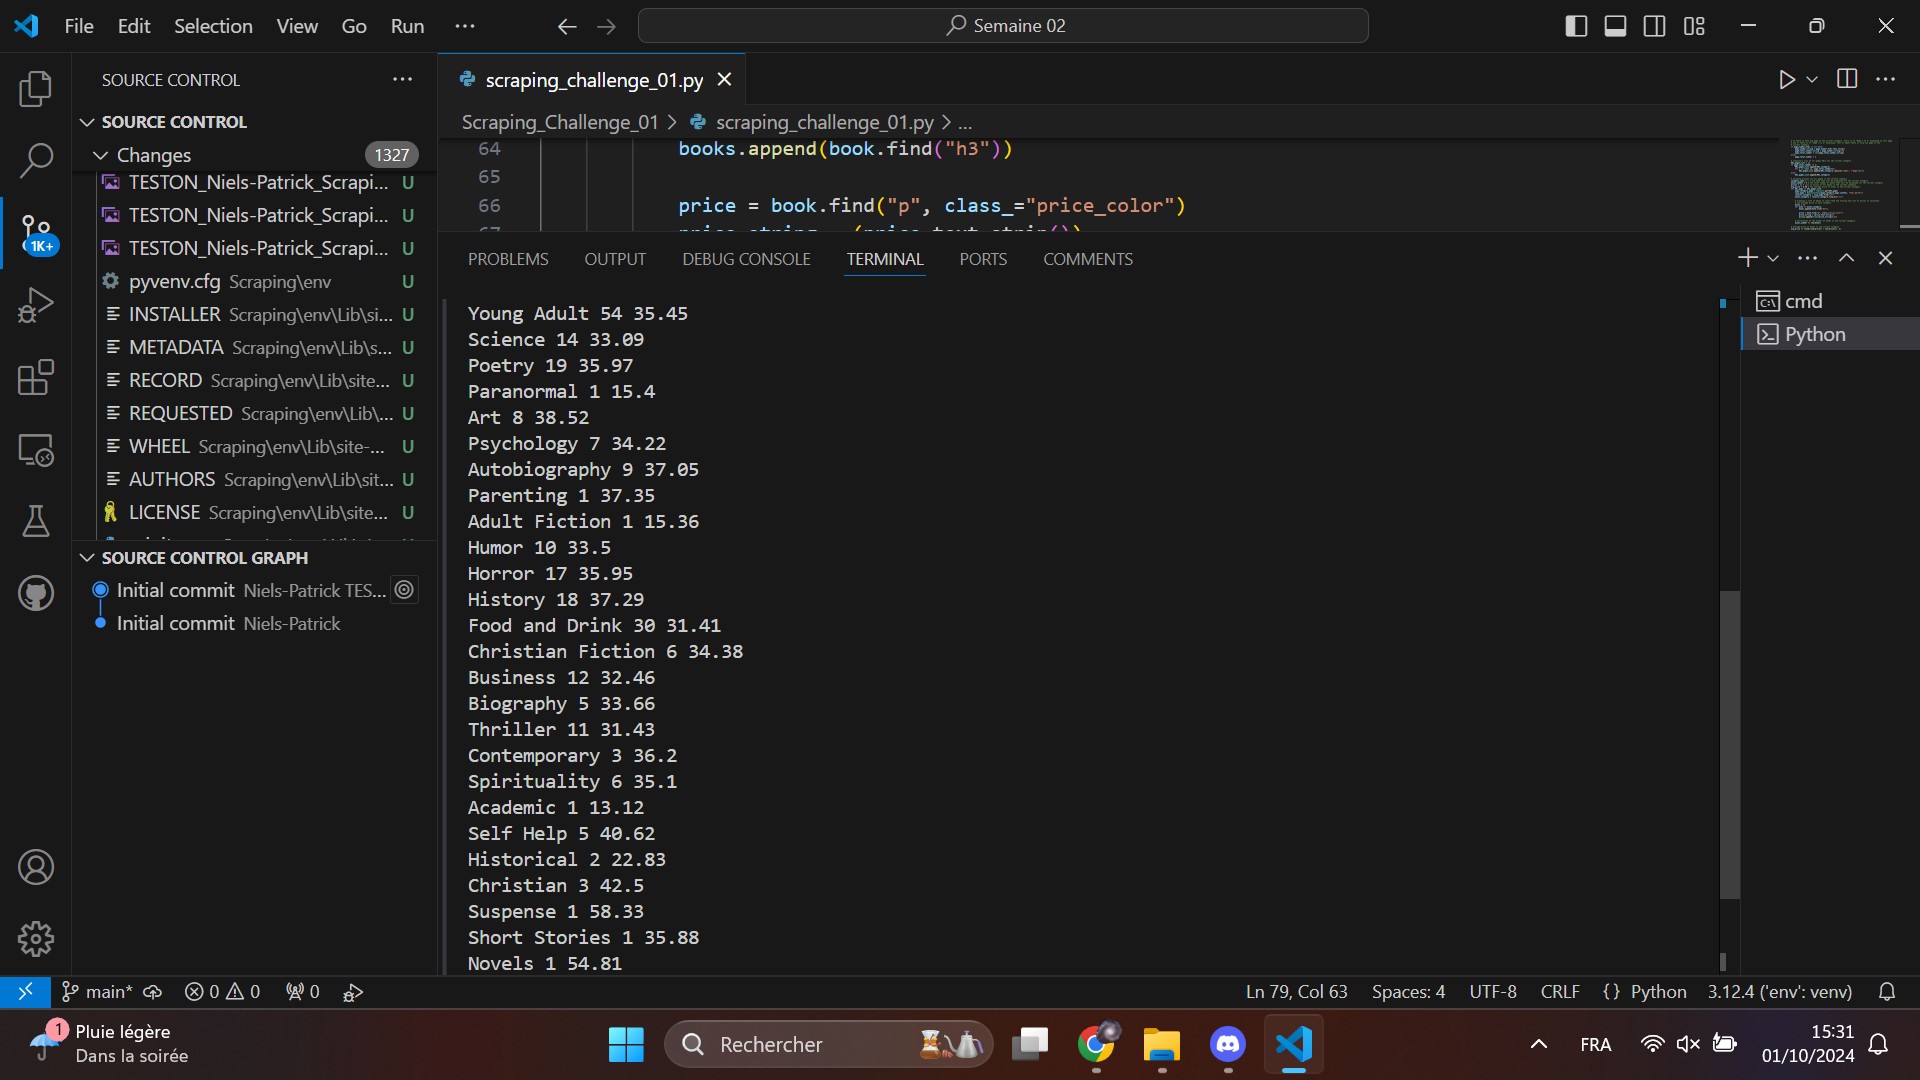 File Edit Selection View Go Run ...
Semaine 02
SOURCE CONTROL
SOURCE CONTROL
Changes 1327
TESTON_Niels-Patrick_Scrapi... U
TESTON_Niels-Patrick_Scrapi... U
TESTON_Niels-Patrick_Scrapi... U
pyvenv.cfg Scraping\env U
INSTALLER Scraping\env\Lib\si... U
METADATA Scraping\env\Lib\s... U
RECORD Scraping\env\Lib\site... U
REQUESTED Scraping\env\Lib\... U
WHEEL Scraping\env\Lib\site-... U
AUTHORS Scraping\env\Lib\sit... U
LICENSE Scraping\env\Lib\site... U
SOURCE CONTROL GRAPH
Initial commit Niels-Patrick TES...
Initial commit Niels-Patrick
1K+
scraping_challenge_01.py
Scraping_Challenge_01 > scraping_challenge_01.py > ...
64 books.append(book.find("h3"))
65
66 price = book.find("p", class_="price_color")
PROBLEMS OUTPUT DEBUG CONSOLE TERMINAL PORTS COMMENTS
cmd
Python
Young Adult 54 35.45
Science 14 33.09
Poetry 19 35.97
Paranormal 1 15.4
Art 8 38.52
Psychology 7 34.22
Autobiography 9 37.05
Parenting 1 37.35
Adult Fiction 1 15.36
Humor 10 33.5
Horror 17 35.95
History 18 37.29
Food and Drink 30 31.41
Christian Fiction 6 34.38
Business 12 32.46
Biography 5 33.66
Thriller 11 31.43
Contemporary 3 36.2
Spirituality 6 35.1
Academic 1 13.12
Self Help 5 40.62
Historical 2 22.83
Christian 3 42.5
Suspense 1 58.33
Short Stories 1 35.88
Novels 1 54.81
main* 0 0 0 Ln 79, Col 63 Spaces: 4 UTF-8 CRLF {} Python 3.12.4 ('env': venv)
1 Pluie légère
Dans la soirée
Rechercher
FRA
15:31
01/10/2024